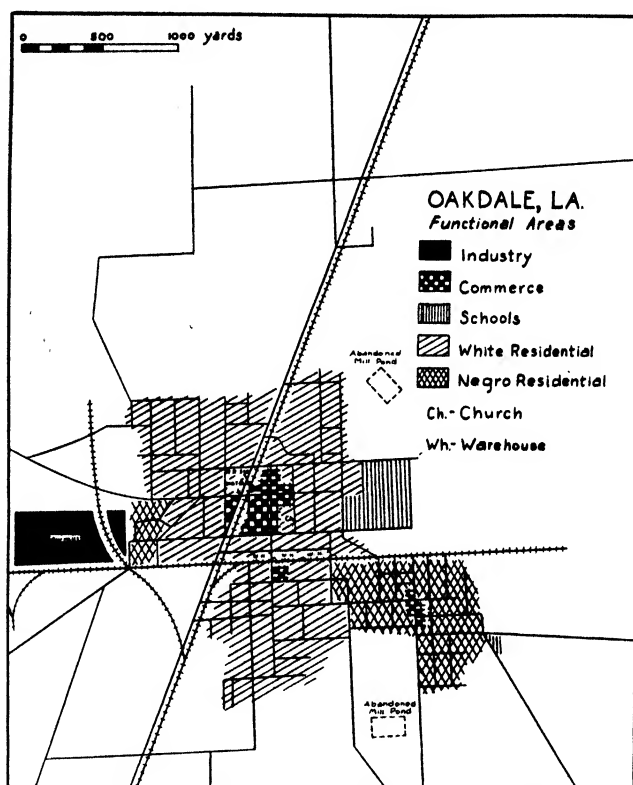 0 500 1000 yards
OAKDALE, LA.
Functional Areas
Industry
Commerce
Schools
White Residential
Negro Residential
Ch.- Church
Wh.- Warehouse
Abandoned
Mill Pond
Abandoned
Mill Pond